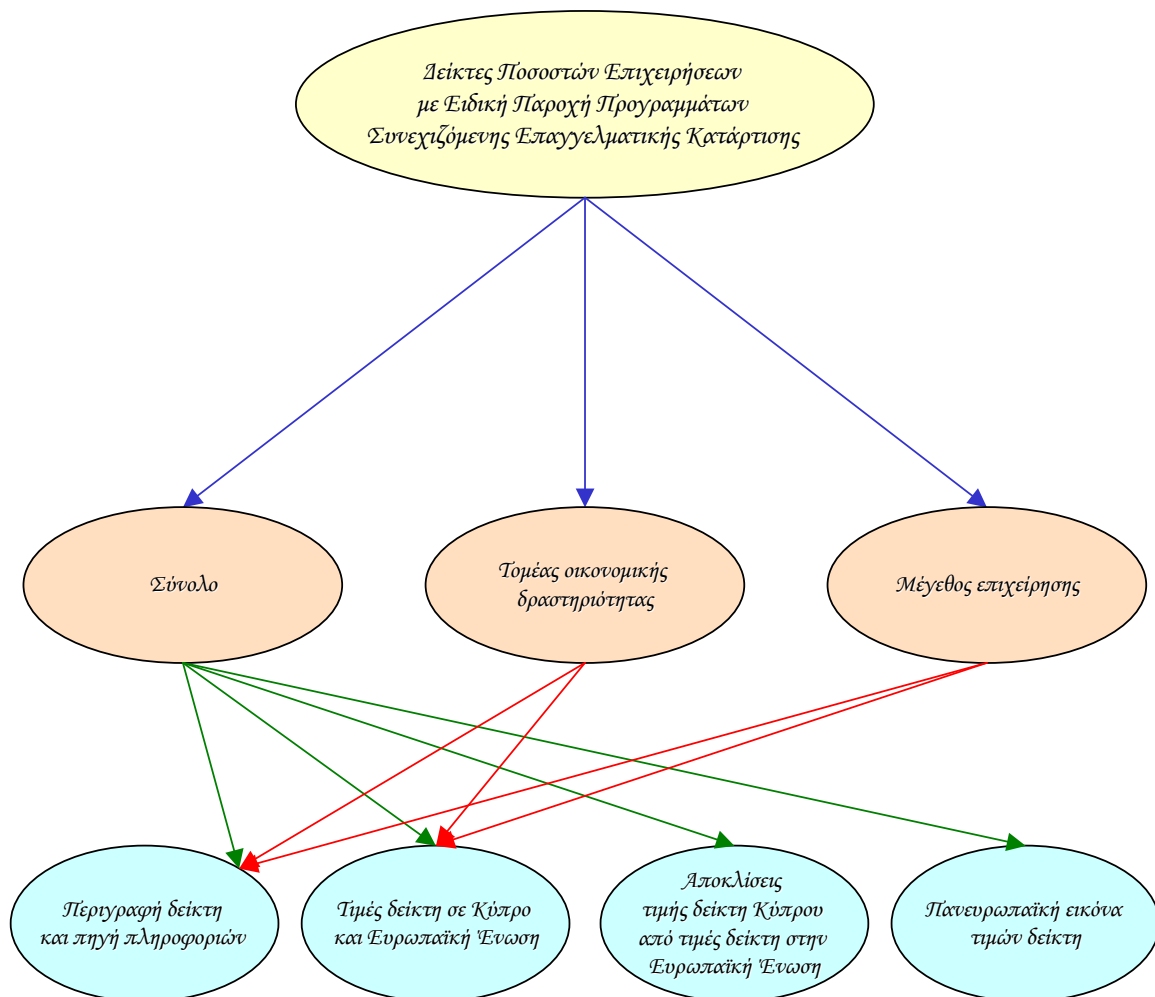 Δείκτες Ποσοστών Επιχειρήσεων
με Ειδική Παροχή Προγραμμάτων
Συνεχιζόμενης Επαγγελματικής Κατάρτισης
Σύνολο
Τομέας οικονομικής
δραστηριότητας
Μέγεθος επιχείρησης
Περιγραφή δείκτη
και πηγή πληροφοριών
Τιμές δείκτη σε Κύπρο
και Ευρωπαϊκή Ένωση
Αποκλίσεις
τιμής δείκτη Κύπρου
από τιμές δείκτη στην
Ευρωπαϊκή Ένωση
Πανευρωπαϊκή εικόνα
τιμών δείκτη